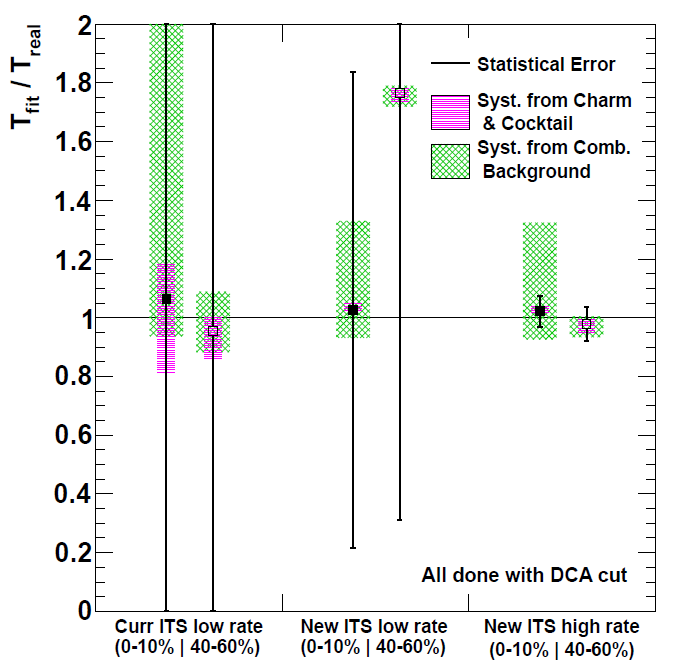 T_fit / T_real
2
1.8
1.6
1.4
1.2
1
0.8
0.6
0.4
0.2
0
Statistical Error
Syst. from Charm
& Cocktail
Syst. from Comb.
Background
All done with DCA cut
Curr ITS low rate
(0-10% | 40-60%)
New ITS low rate
(0-10% | 40-60%)
New ITS high rate
(0-10% | 40-60%)